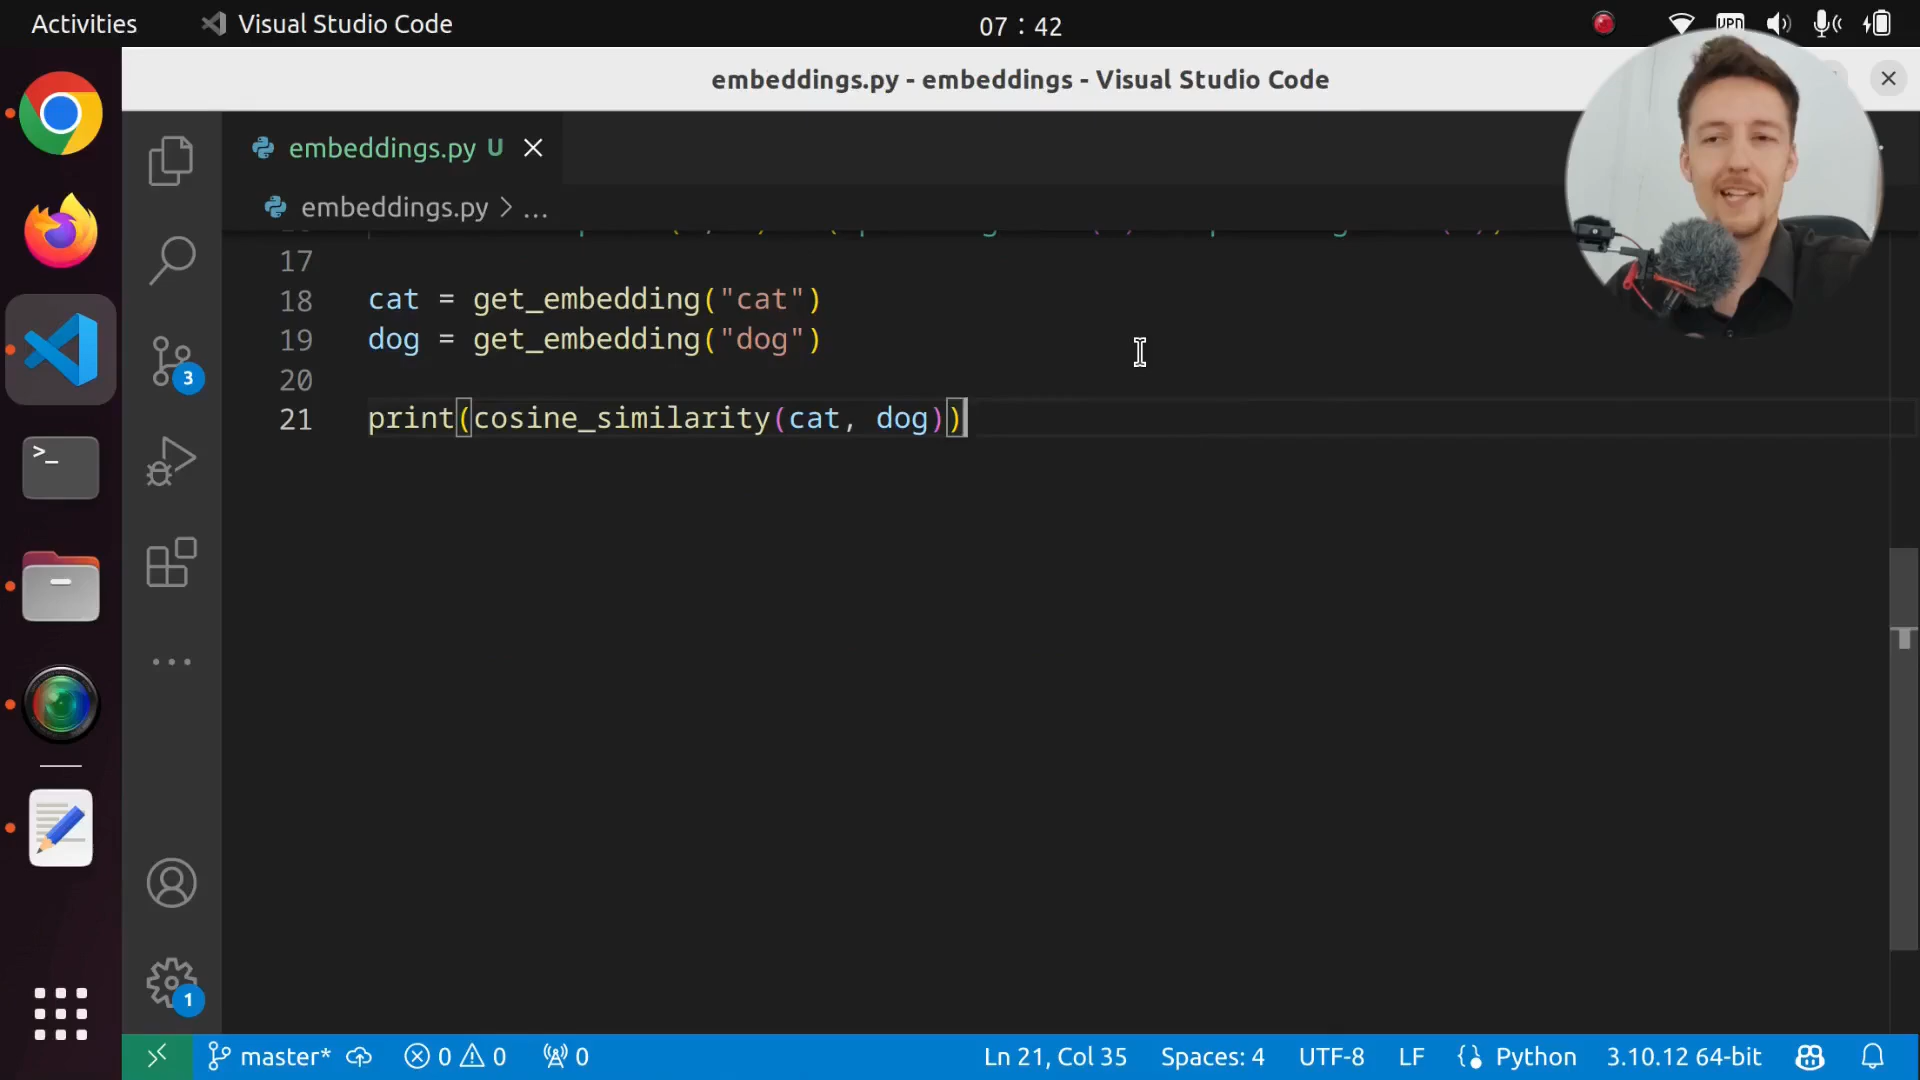 Activities
Visual Studio Code
07 : 42
VPN
embeddings.py - embeddings - Visual Studio Code
embeddings.py U
embeddings.py > ...
17
18 cat = get_embedding("cat")
19 dog = get_embedding("dog")
20
21 print(cosine_similarity(cat, dog))
3
1
master*
0 0
0
Ln 21, Col 35
Spaces: 4
UTF-8
LF
Python
3.10.12 64-bit